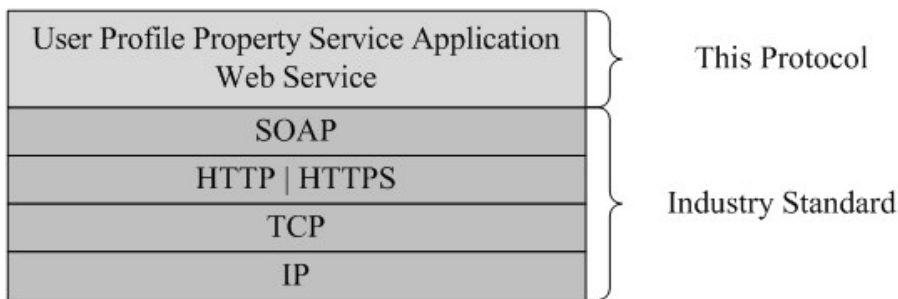 User Profile Property Service Application
Web Service
This Protocol
SOAP
HTTP | HTTPS
TCP
IP
Industry Standard